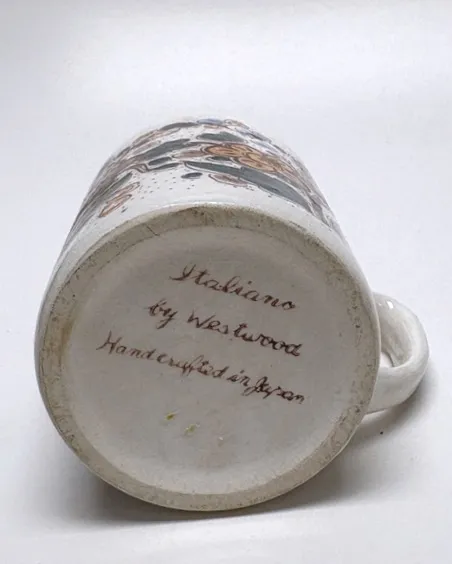 Italiano
by Westwood
Handcrafted in Japan